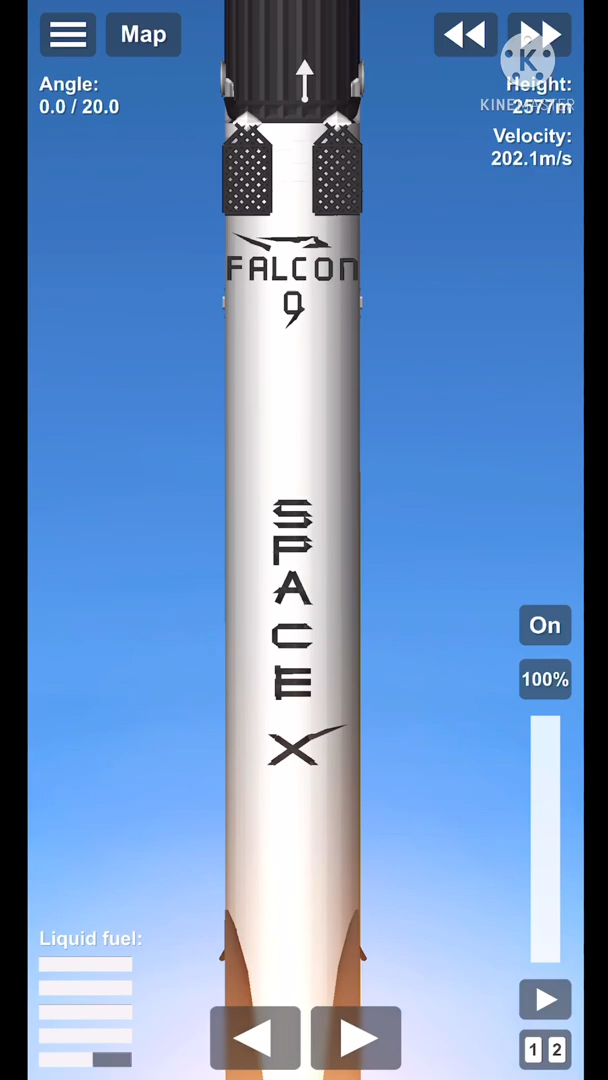 Map
Angle:
0.0 / 20.0
K
KINEMASTER
Height:
2577m
Velocity:
202.1m/s
FALCON
9
SPACE X
On
100%
Liquid fuel:
1 2